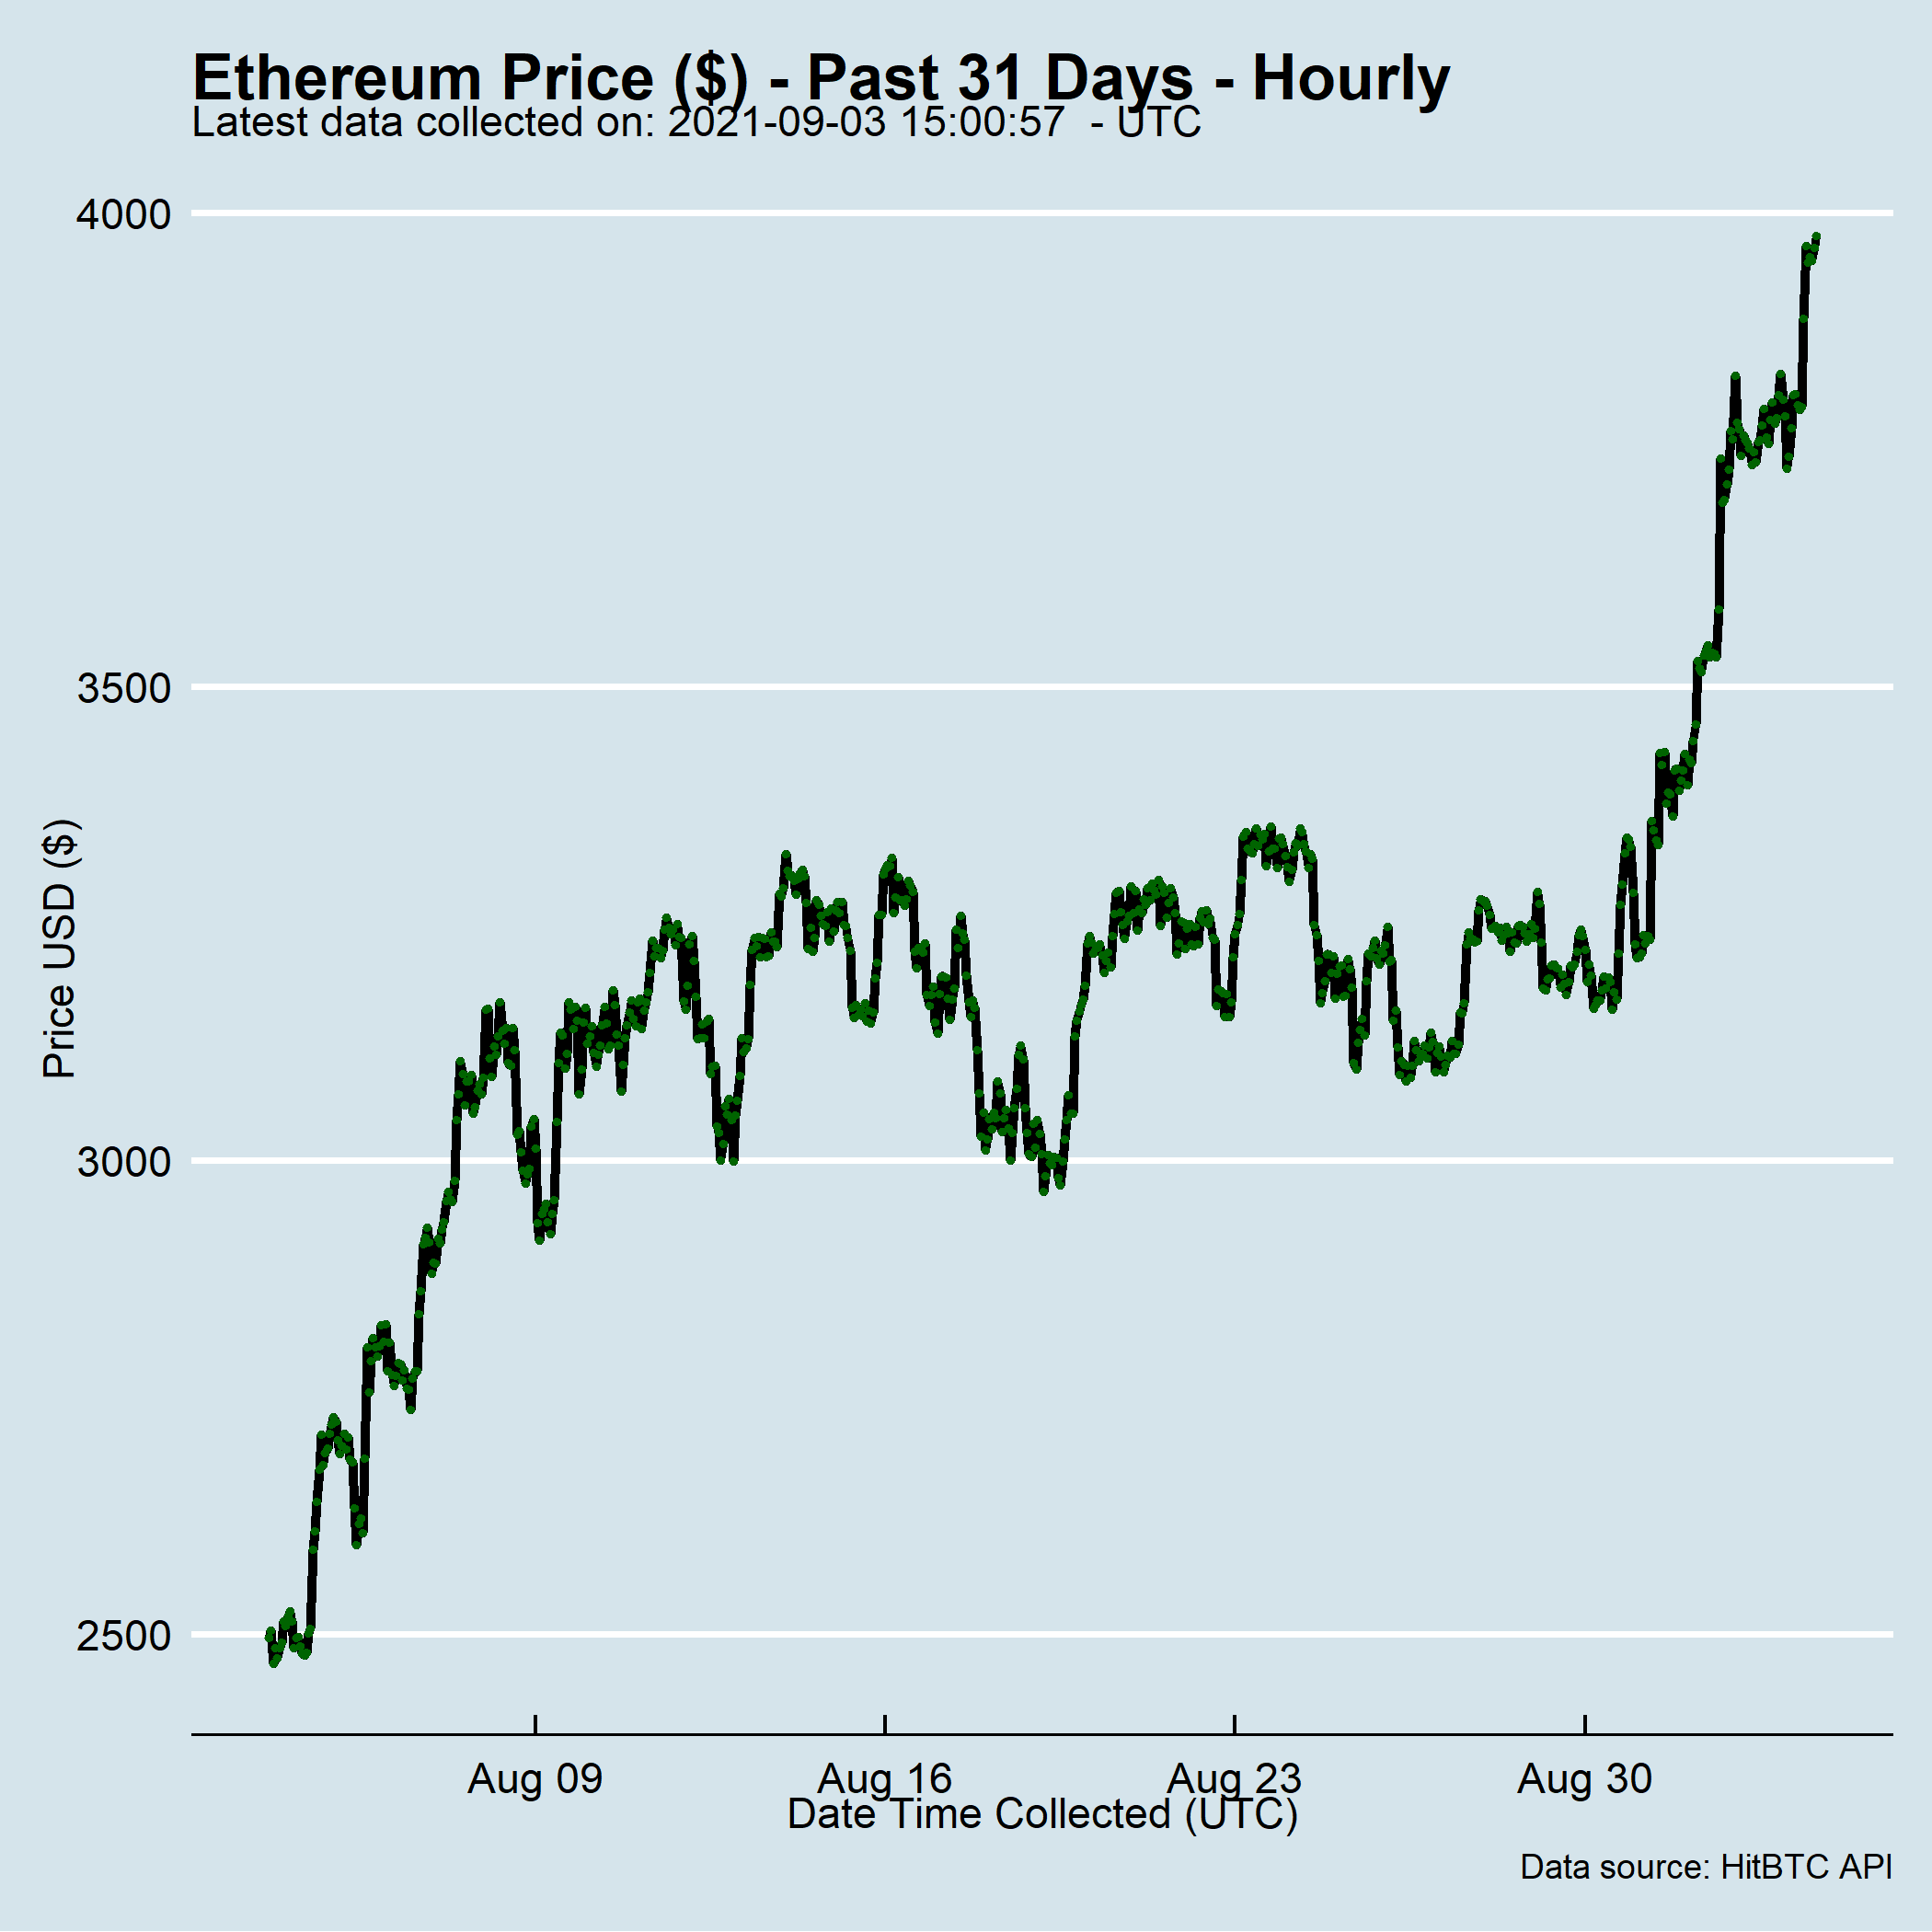 Ethereum Price ($) - Past 31 Days - Hourly
Latest data collected on: 2021-09-03 15:00:57  - UTC
4000
3500
3000
2500
Price USD ($)
Aug 09
Aug 16
Aug 23
Aug 30
Date Time Collected (UTC)
Data source: HitBTC API